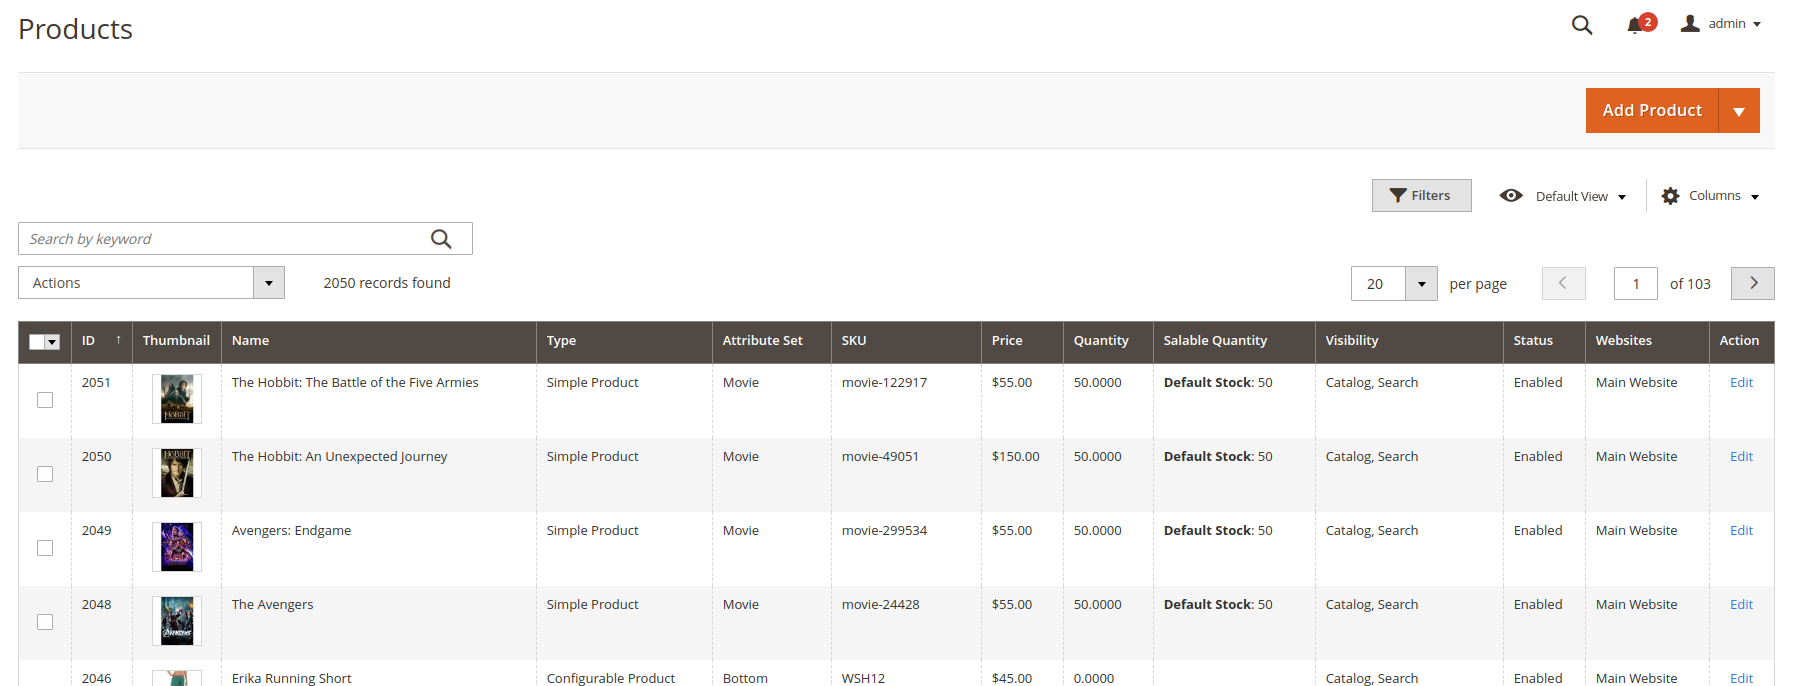 Products
2
admin
Add Product
Filters
Default View
Columns
Search by keyword
Actions
2050 records found
20
per page
1
of 103
ID ↑ Thumbnail Name Type Attribute Set SKU Price Quantity Salable Quantity Visibility Status Websites Action
2051 The Hobbit: The Battle of the Five Armies Simple Product Movie movie-122917 $55.00 50.0000 Default Stock: 50 Catalog, Search Enabled Main Website Edit
2050 The Hobbit: An Unexpected Journey Simple Product Movie movie-49051 $150.00 50.0000 Default Stock: 50 Catalog, Search Enabled Main Website Edit
2049 Avengers: Endgame Simple Product Movie movie-299534 $55.00 50.0000 Default Stock: 50 Catalog, Search Enabled Main Website Edit
2048 The Avengers Simple Product Movie movie-24428 $55.00 50.0000 Default Stock: 50 Catalog, Search Enabled Main Website Edit
2046 Erika Running Short Configurable Product Bottom WSH12 $45.00 0.0000 Catalog, Search Enabled Main Website Edit